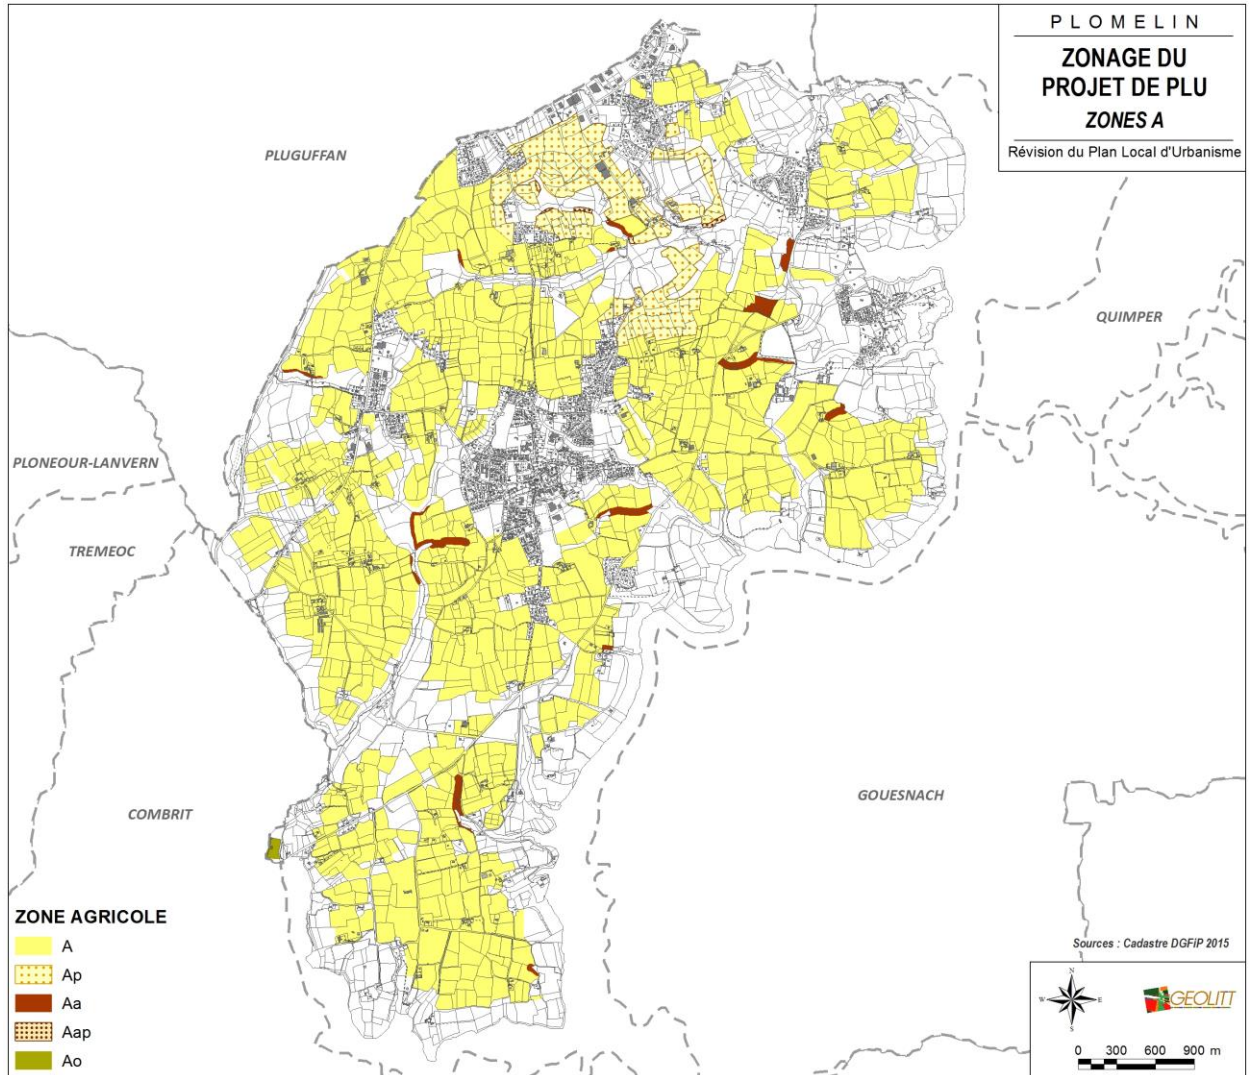 PLOMELIN
ZONAGE DU
PROJET DE PLU
ZONES A
Révision du Plan Local d'Urbanisme
PLUGUFFAN
QUIMPER
PLONEOUR-LANVERN
TREMEOC
COMBRIT
GOUESNACH
ZONE AGRICOLE
A
Ap
Aa
Aap
Ao
Sources : Cadastre DGFiP 2015
N
W E
S
GEOLITT
0 300 600 900 m